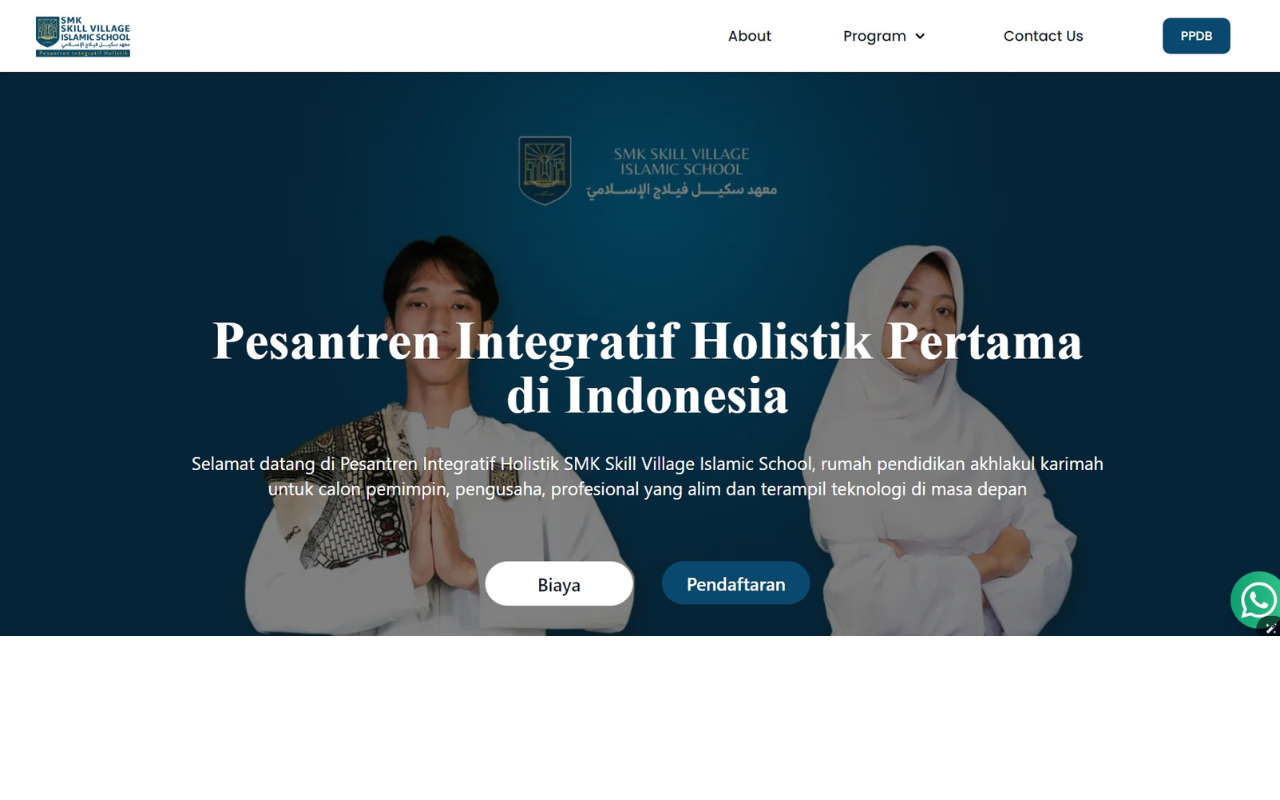 SMK
SKILL VILLAGE
ISLAMIC SCHOOL
معهد سكيل فيلاج الإسلامي
Pesantren Integratif Holistik
About
Program
Contact Us
PPDB
SMK SKILL VILLAGE
ISLAMIC SCHOOL
معهد سكيل فيلاج الإسلاميّ
Pesantren Integratif Holistik Pertama
di Indonesia
Selamat datang di Pesantren Integratif Holistik SMK Skill Village Islamic School, rumah pendidikan akhlakul karimah
untuk calon pemimpin, pengusaha, profesional yang alim dan terampil teknologi di masa depan
Biaya
Pendaftaran